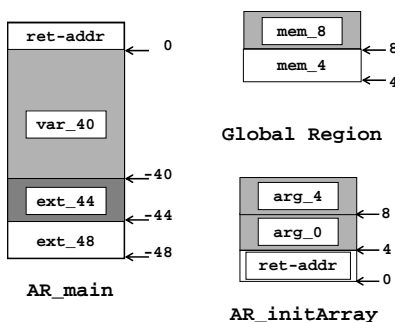 ret-addr
0
var_40
-40
ext_44
-44
ext_48
-48
AR_main
mem_8
8
mem_4
4
Global Region
arg_4
8
arg_0
4
ret-addr
0
AR_initArray